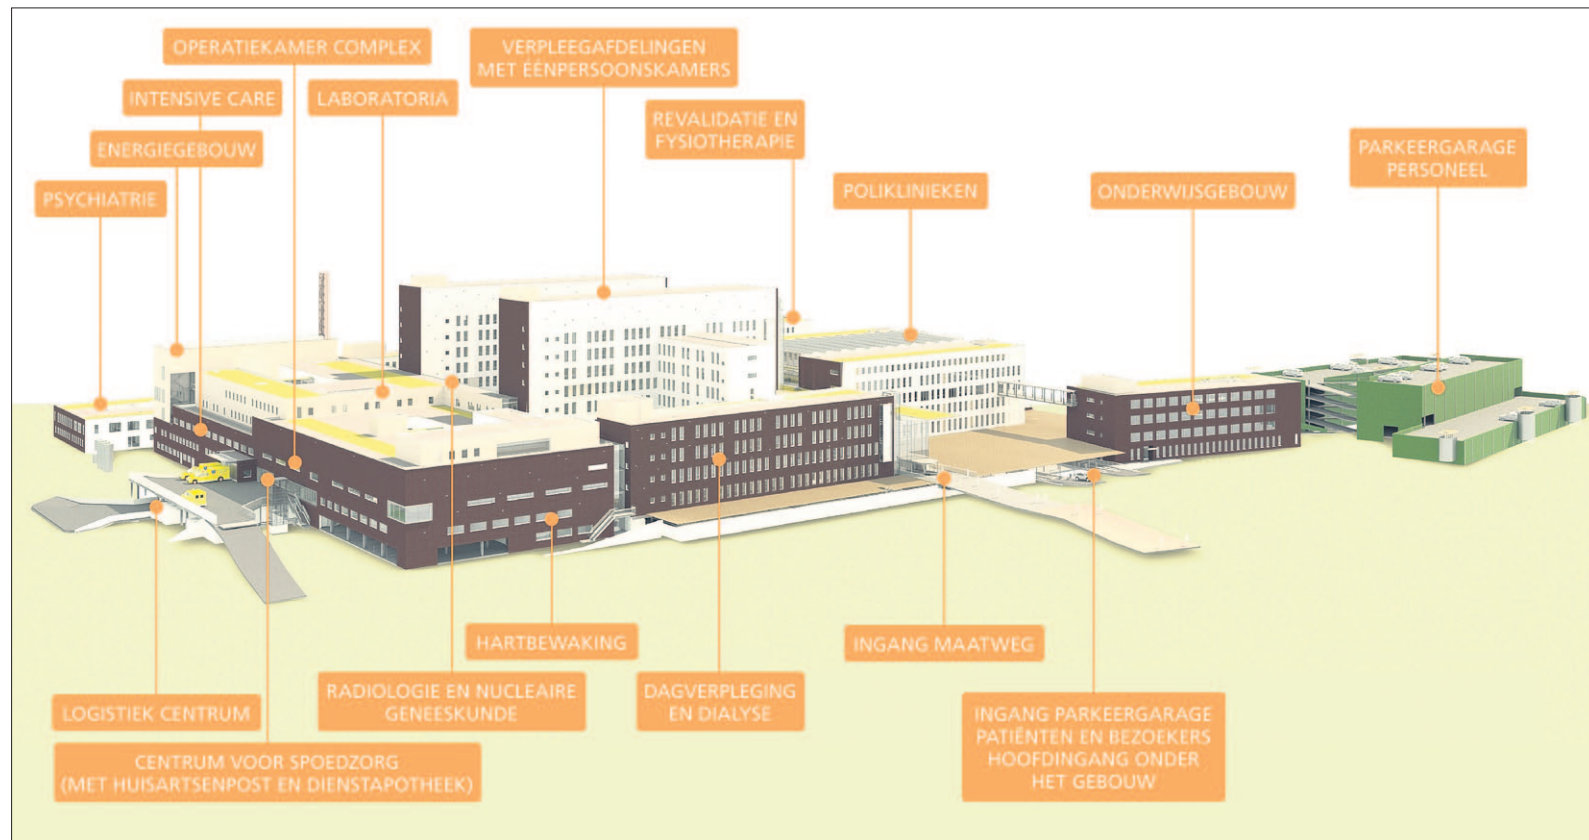 OPERATIEKAMER COMPLEX
VERPLEEGAFDELINGEN
MET ÉÉNPERSOONSKAMERS
INTENSIVE CARE
LABORATORIA
REVALIDATIE EN
FYSIOTHERAPIE
ENERGIEGEBOUW
PARKEERGARAGE
PERSONEEL
PSYCHIATRIE
POLIKLINIEKEN
ONDERWIJSGEBOUW
HARTBEWAKING
INGANG MAATWEG
LOGISTIEK CENTRUM
RADIOLOGIE EN NUCLEAIRE
GENEESKUNDE
DAGVERPLEGING
EN DIALYSE
INGANG PARKEERGARAGE
PATIËNTEN EN BEZOEKERS
HOOFDINGANG ONDER
HET GEBOUW
CENTRUM VOOR SPOEDZORG
(MET HUISARTSENPOST EN DIENSTAPOTHEEK)